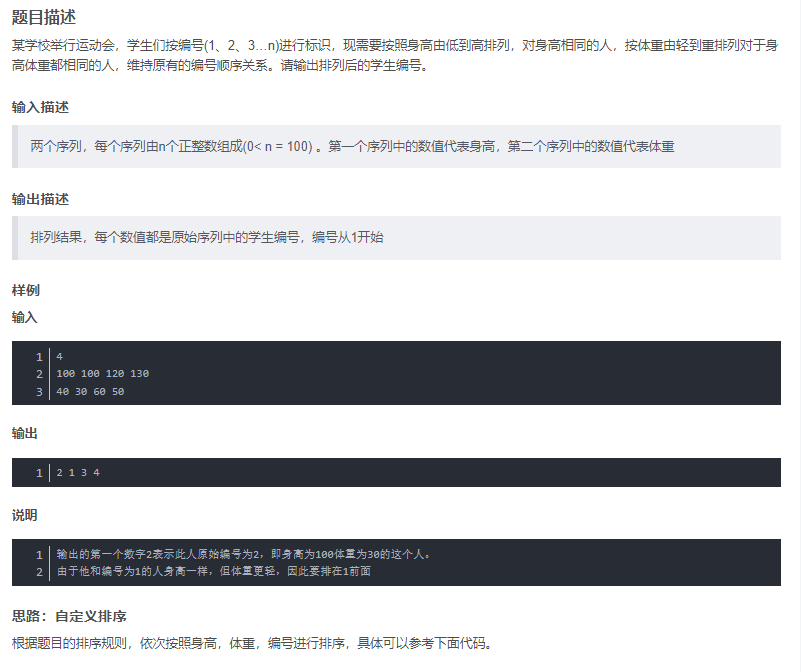 题目描述
某学校举行运动会，学生们按编号(1、2、3…n)进行标识，现需要按照身高由低到高排列，对身高相同的人，按体重由轻到重排列对于身
高体重都相同的人，维持原有的编号顺序关系。请输出排列后的学生编号。
输入描述
两个序列，每个序列由n个正整数组成(0< n = 100) 。第一个序列中的数值代表身高，第二个序列中的数值代表体重
输出描述
排列结果，每个数值都是原始序列中的学生编号，编号从1开始
样例
输入
1 4
2 100 100 120 130
3 40 30 60 50
输出
1 2 1 3 4
说明
1 输出的第一个数字2表示此人原始编号为2，即身高为100体重为30的这个人。
2 由于他和编号为1的人身高一样，但体重更轻，因此要排在1前面
思路：自定义排序
根据题目的排序规则，依次按照身高，体重，编号进行排序，具体可以参考下面代码。